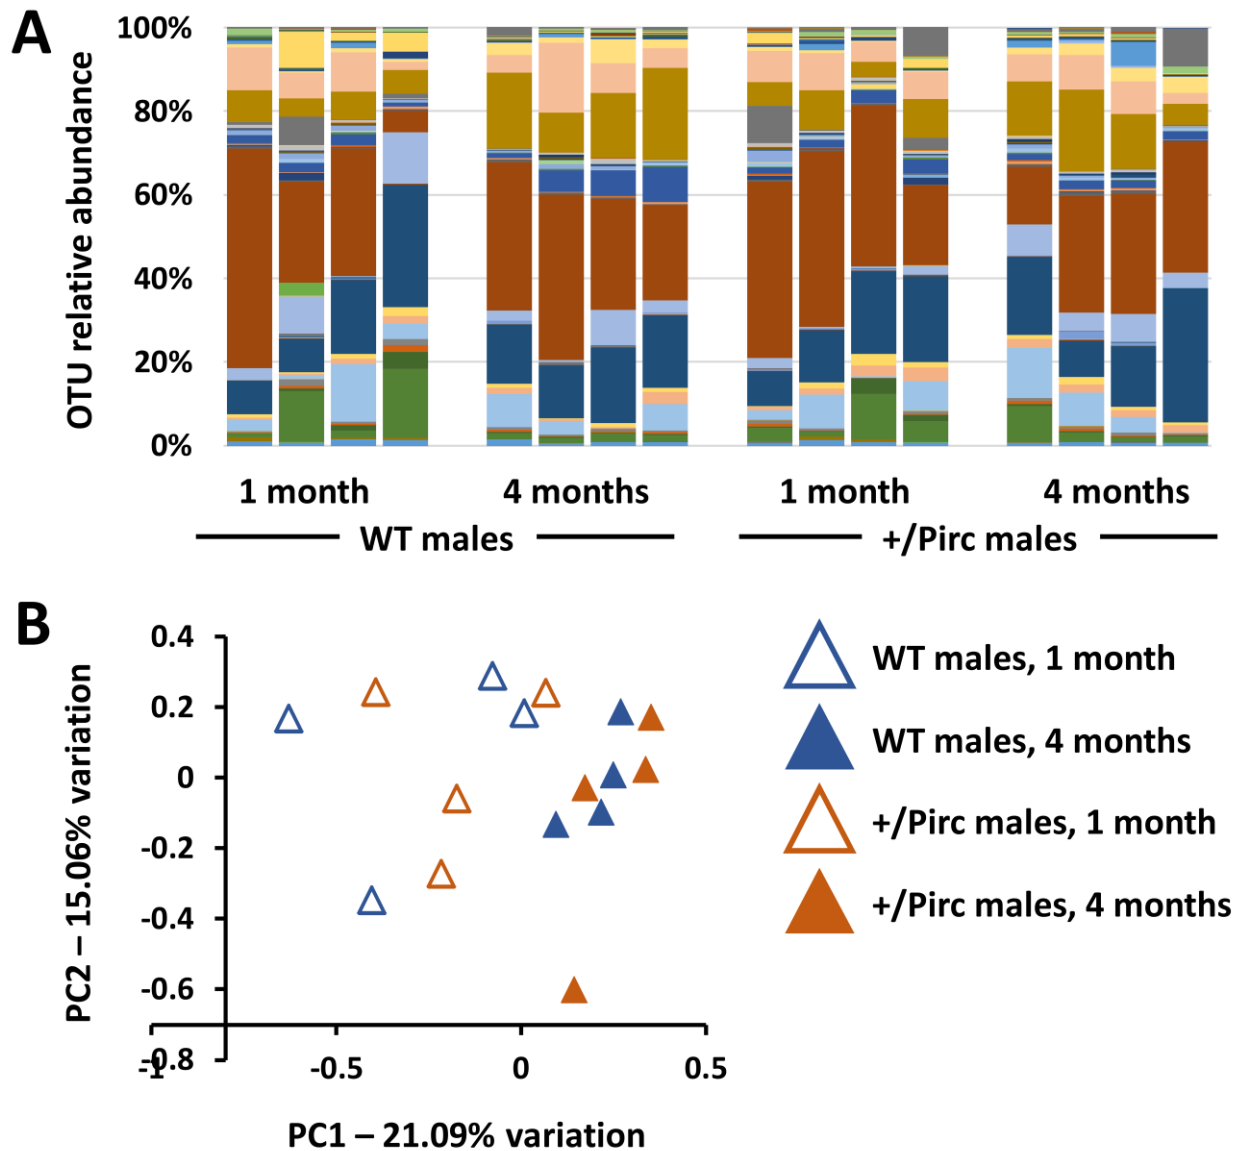 A
OTU relative abundance
100%
80%
60%
40%
20%
0%
1 month 4 months 1 month 4 months
WT males +/Pirc males
B
PC2 – 15.06% variation
0.4
0.2
0
-0.2
-0.4
-0.6
-0.8
-1 -0.5 0 0.5
PC1 – 21.09% variation
WT males, 1 month
WT males, 4 months
+/Pirc males, 1 month
+/Pirc males, 4 months